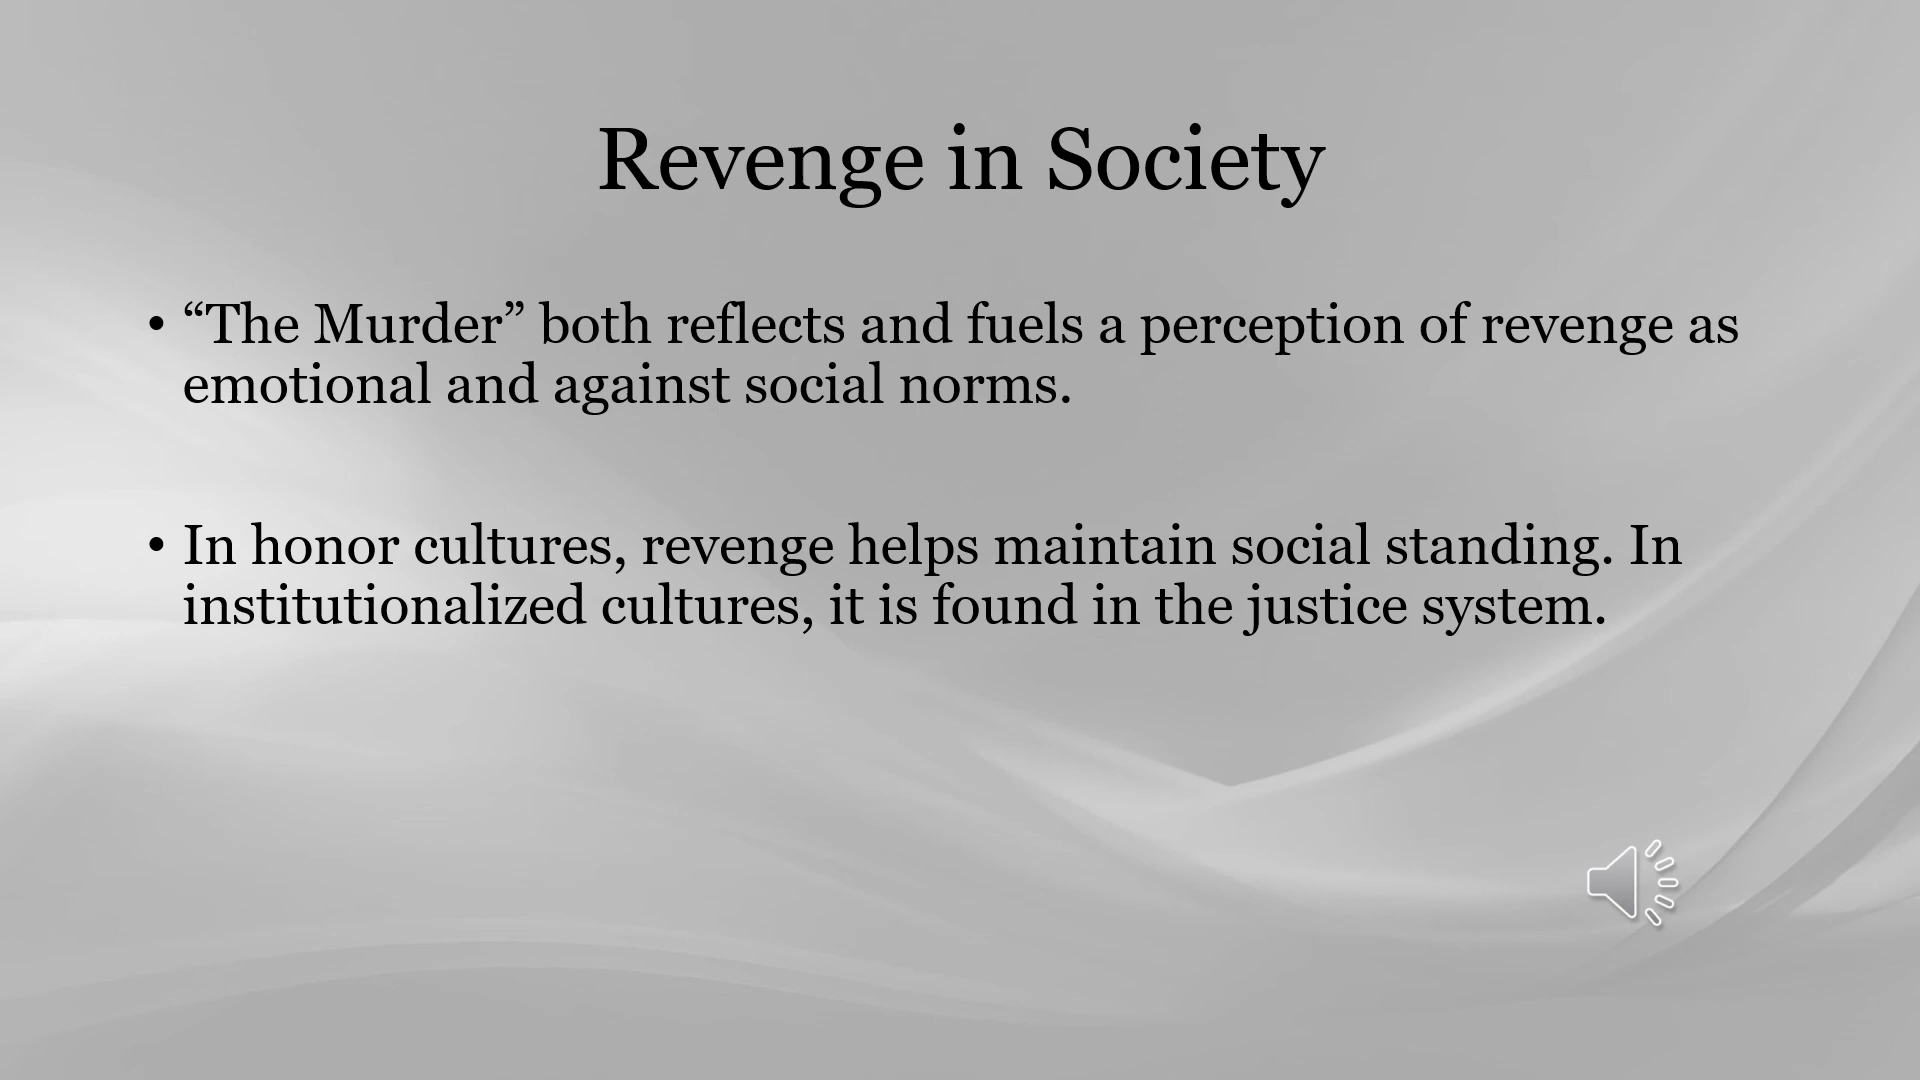 Revenge in Society
• “The Murder” both reflects and fuels a perception of revenge as
emotional and against social norms.
• In honor cultures, revenge helps maintain social standing. In
institutionalized cultures, it is found in the justice system.